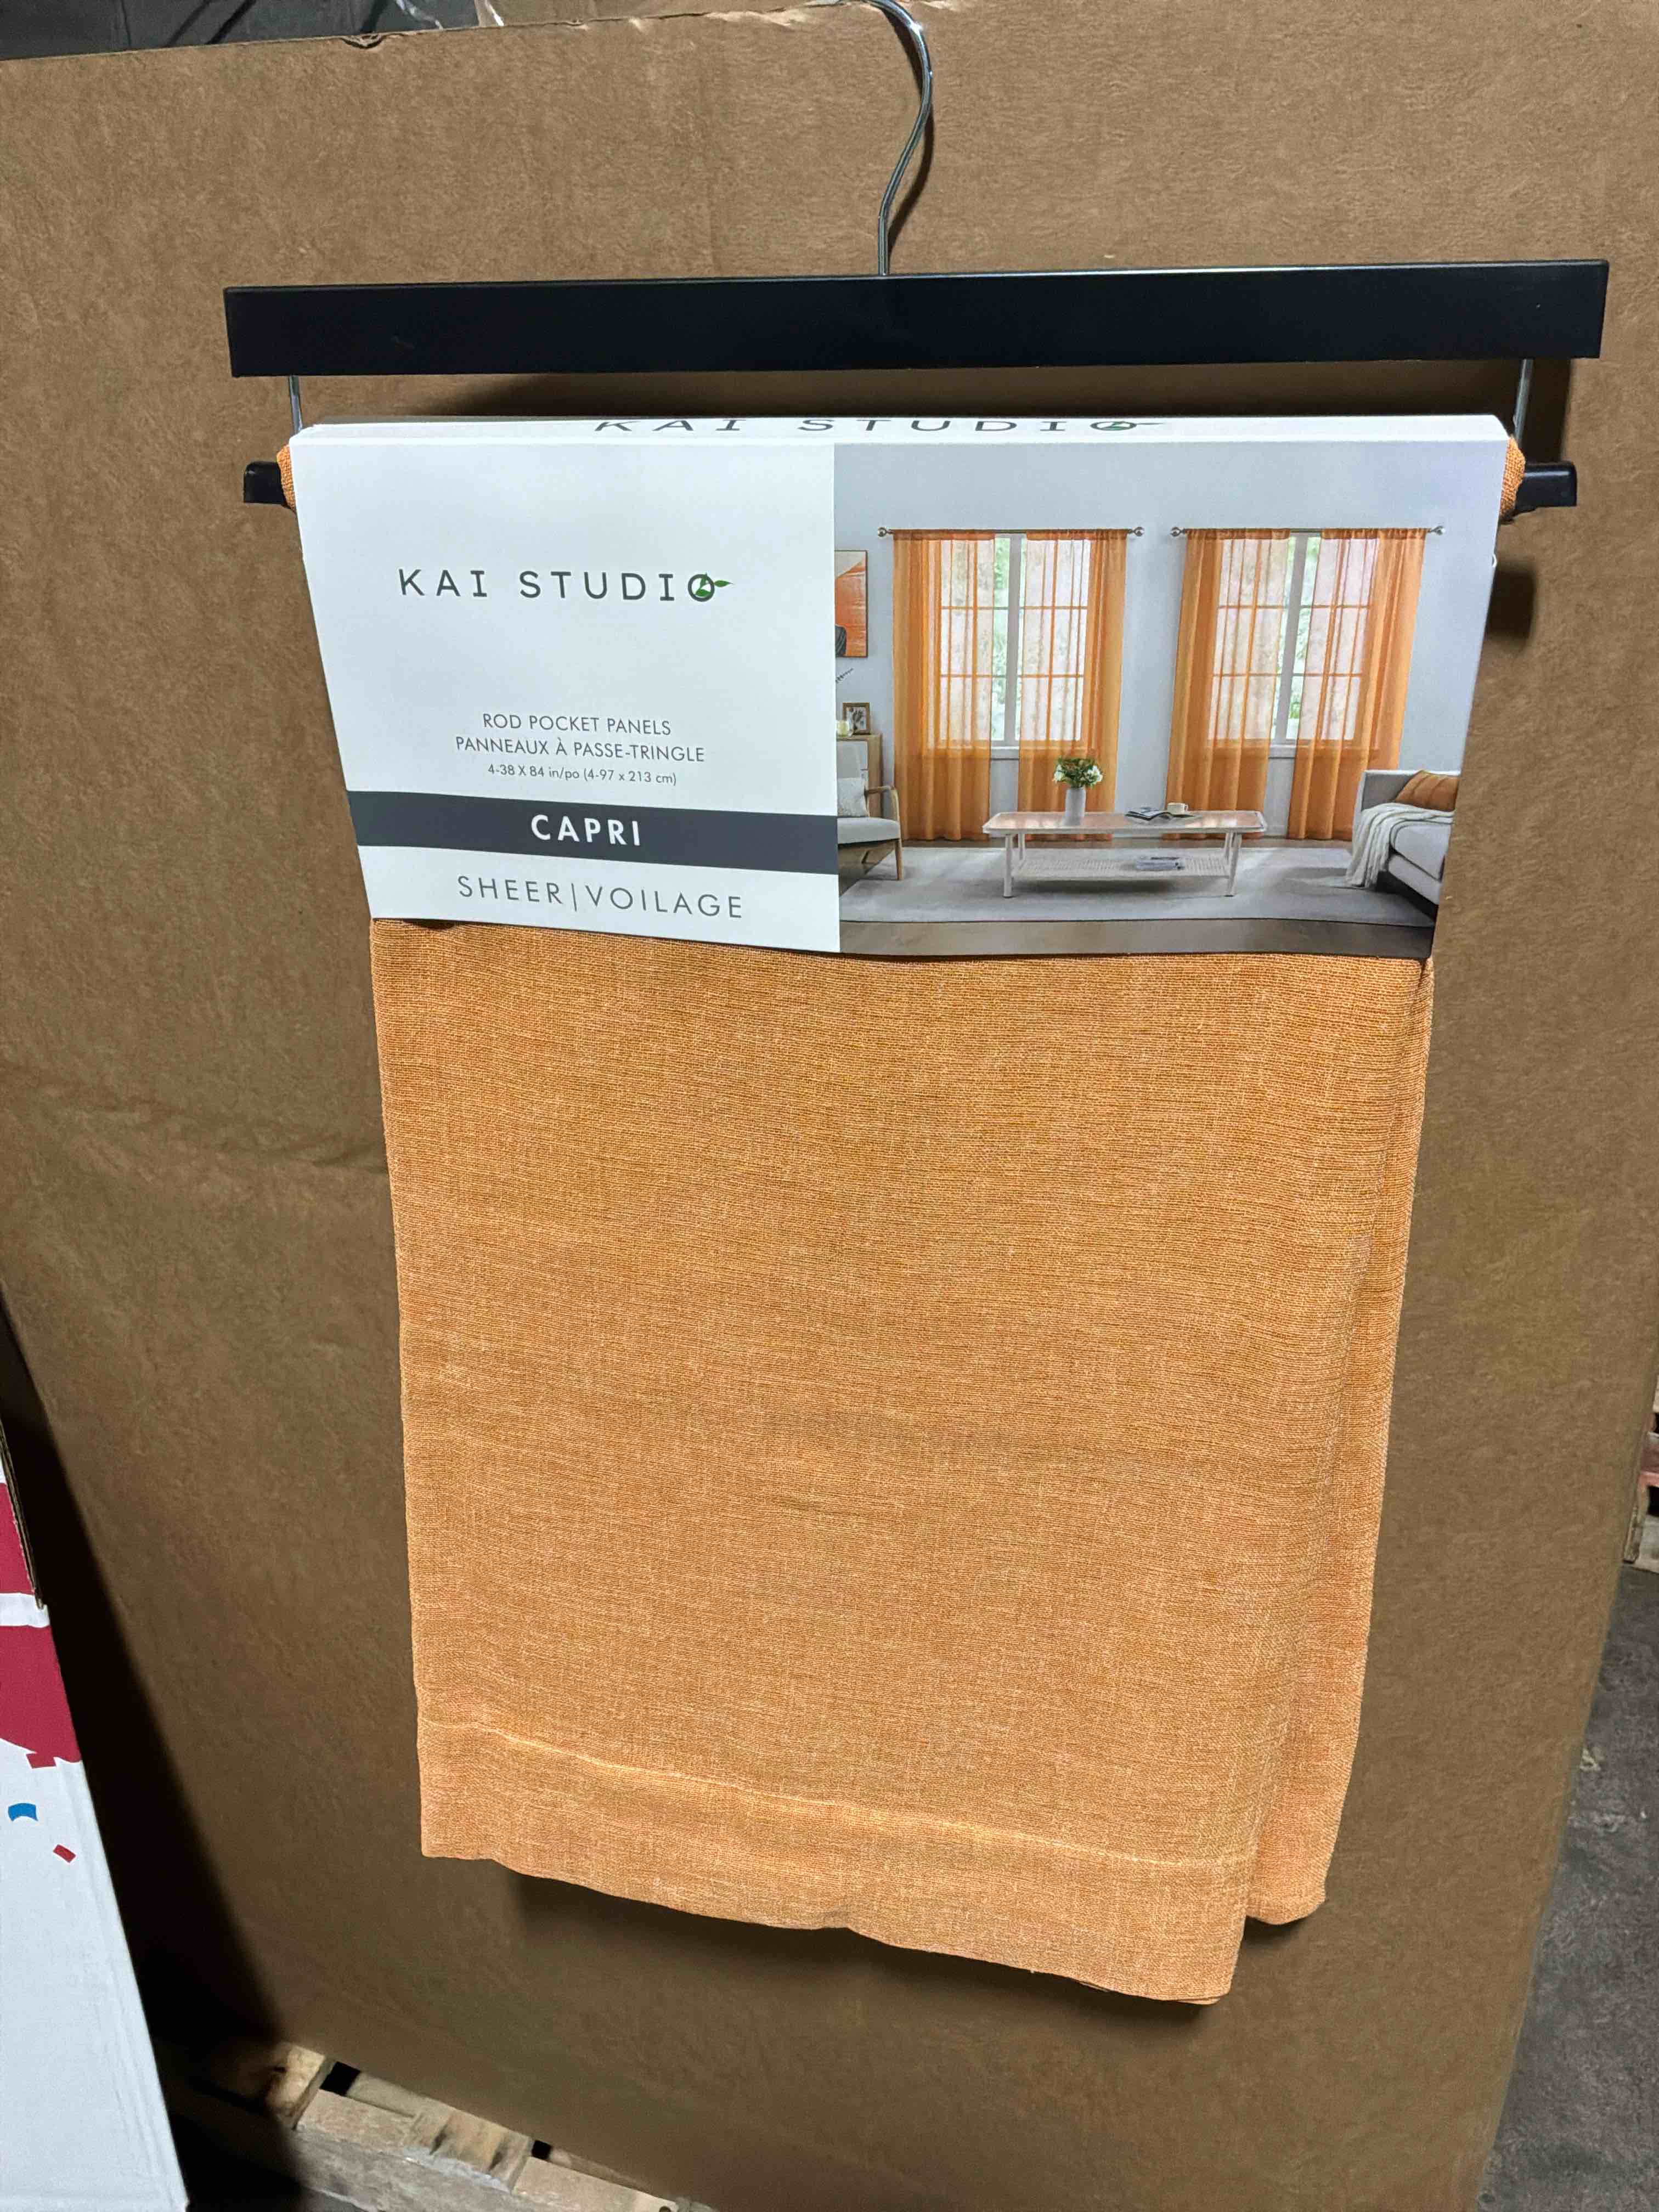 KAI STUDIO
KAI STUDIO
ROD POCKET PANELS
PANNEAUX À PASSE-TRINGLE
4-38 X 84 in/po (4-97 x 213 cm)
CAPRI
SHEER|VOILAGE